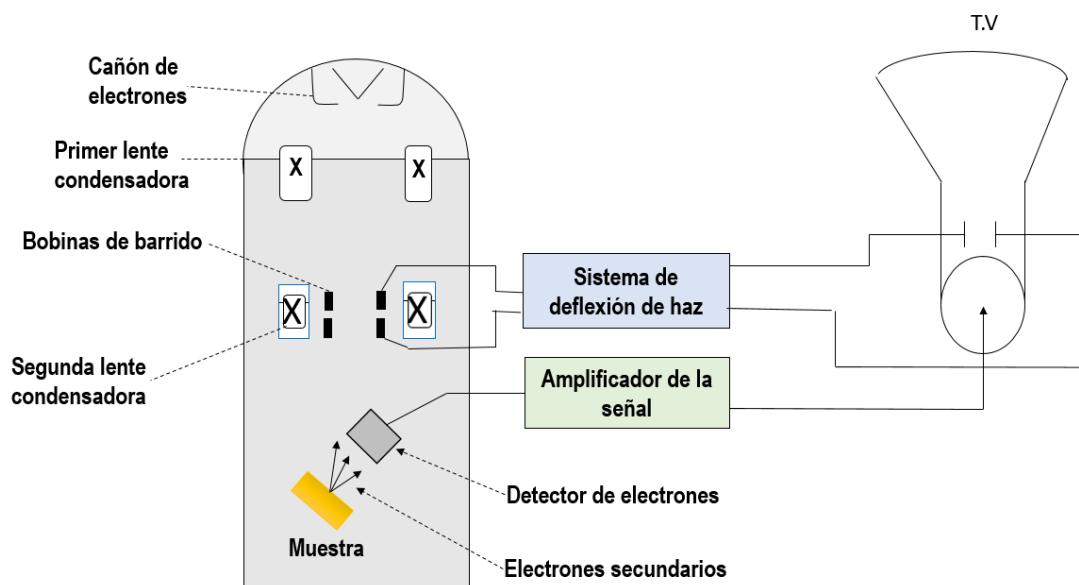 T.V
Cañón de
electrones
Primer lente
condensadora
X
X
Bobinas de barrido
Sistema de
deflexión de haz
X
X
Segunda lente
condensadora
Amplificador de la
señal
Detector de electrones
Muestra
Electrones secundarios